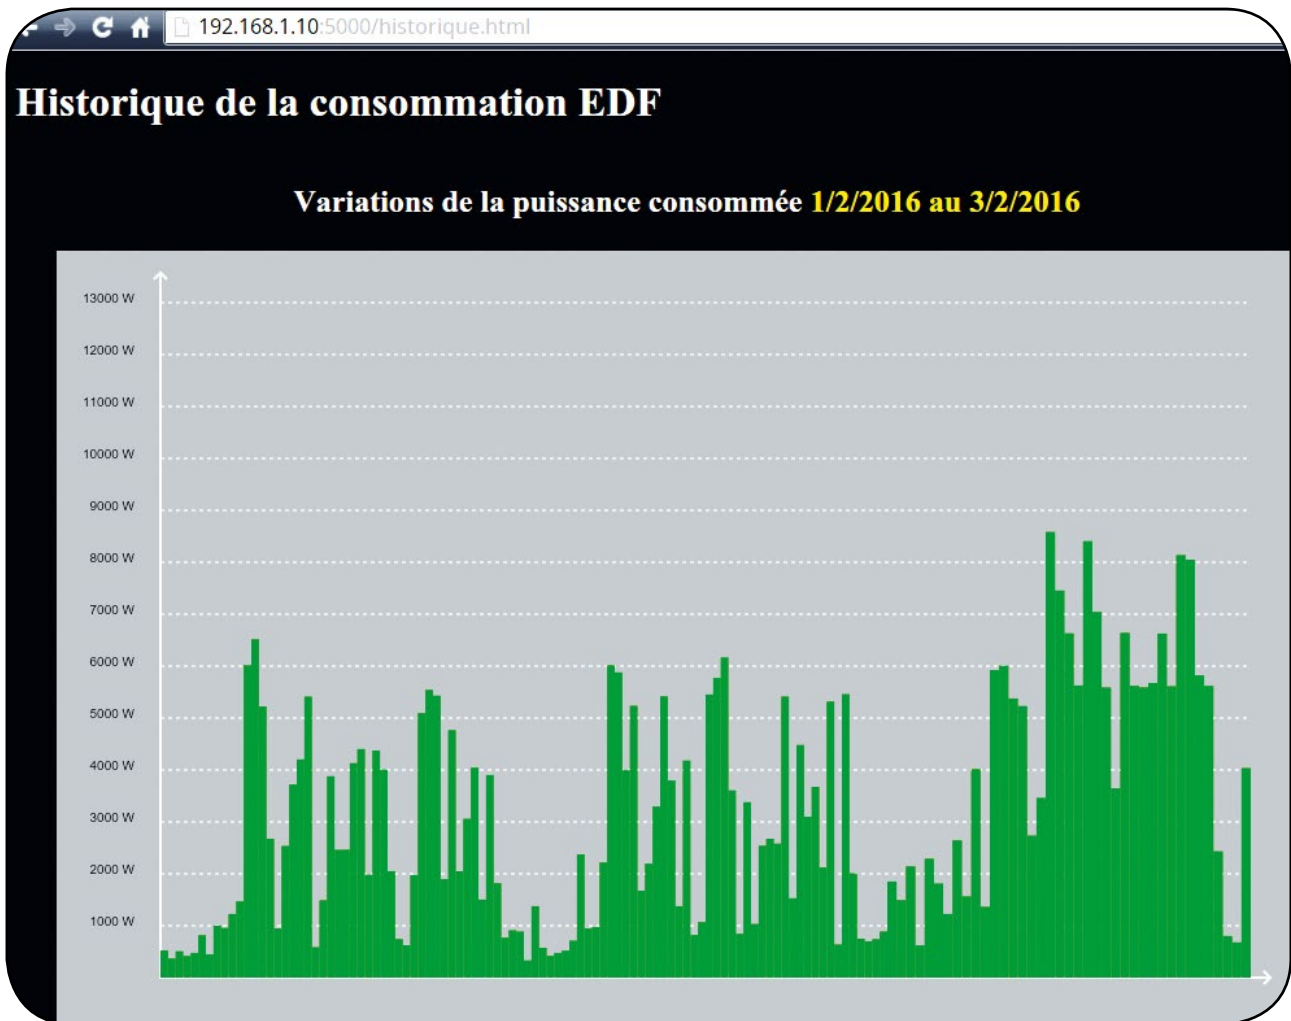 192.168.1.10:5000/historique.html
Historique de la consommation EDF
Variations de la puissance consommée 1/2/2016 au 3/2/2016
13000 W
12000 W
11000 W
10000 W
9000 W
8000 W
7000 W
6000 W
5000 W
4000 W
3000 W
2000 W
1000 W